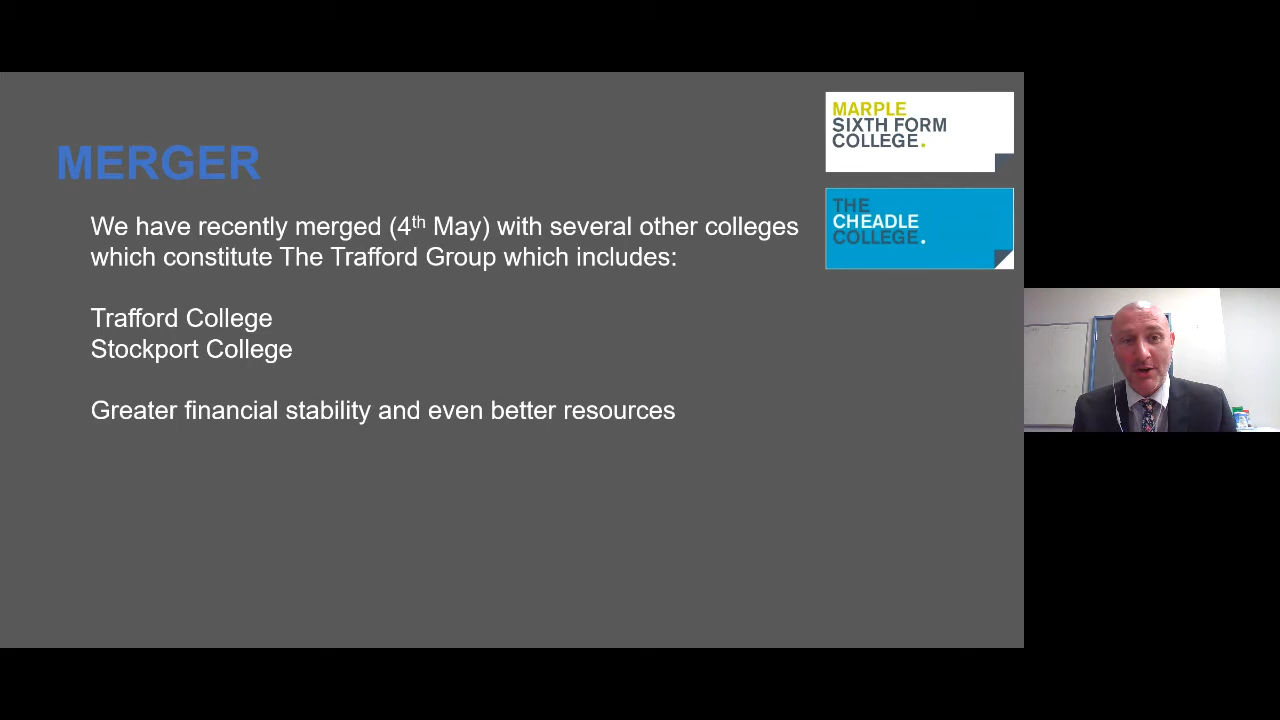 MERGER
We have recently merged (4th May) with several other colleges
which constitute The Trafford Group which includes:
Trafford College
Stockport College
Greater financial stability and even better resources
MARPLE
SIXTH FORM
COLLEGE.
THE
CHEADLE
COLLEGE.